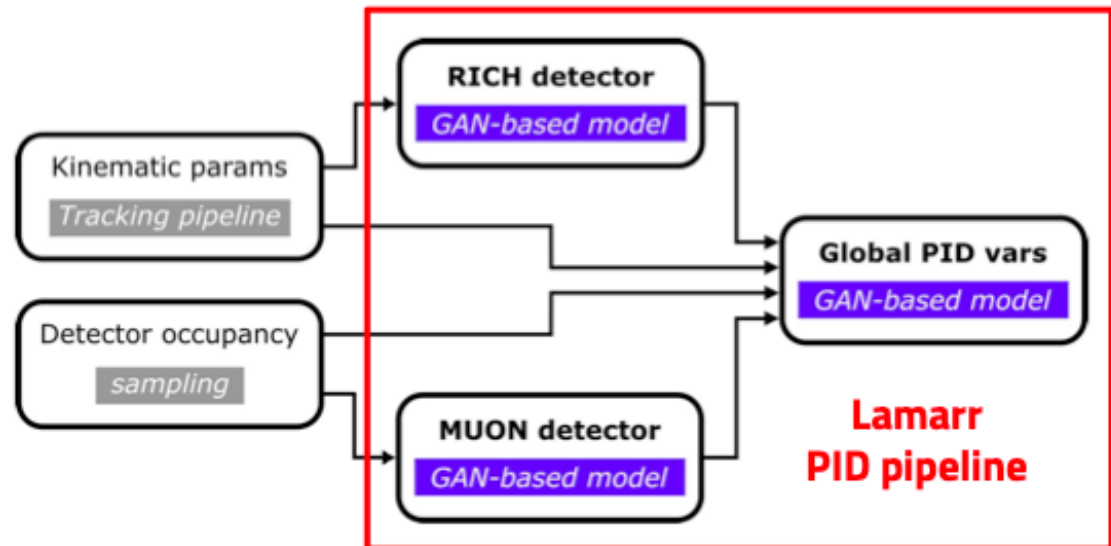 RICH detector
GAN-based model
Kinematic params
Tracking pipeline
Global PID vars
GAN-based model
Detector occupancy
sampling
MUON detector
GAN-based model
Lamarr
PID pipeline